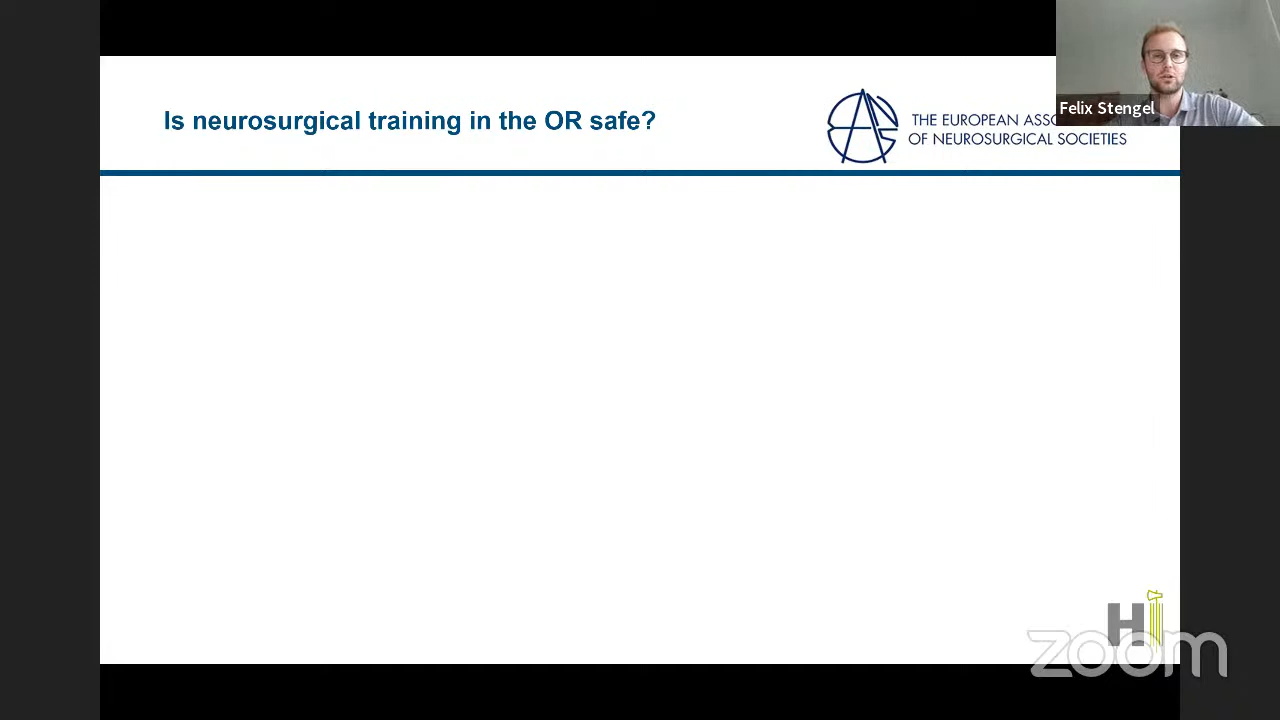 Is neurosurgical training in the OR safe?
THE EUROPEAN ASSO
OF NEUROSURGICAL SOCIETIES
Felix Stengel
H
zoom